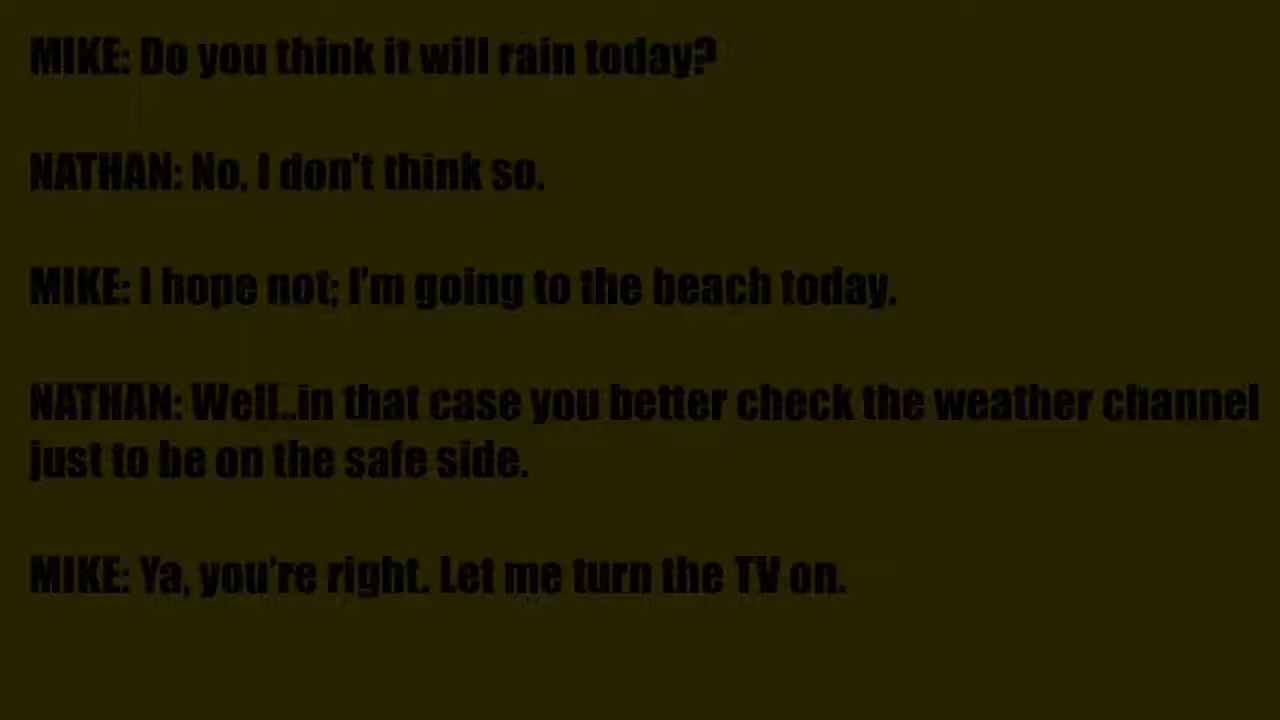 MIKE: Do you think it will rain today?
NATHAN: No, I don't think so.
MIKE: I hope not; I'm going to the beach today.
NATHAN: Well..in that case you better check the weather channel
just to be on the safe side.
MIKE: Ya, you're right. Let me turn the TV on.